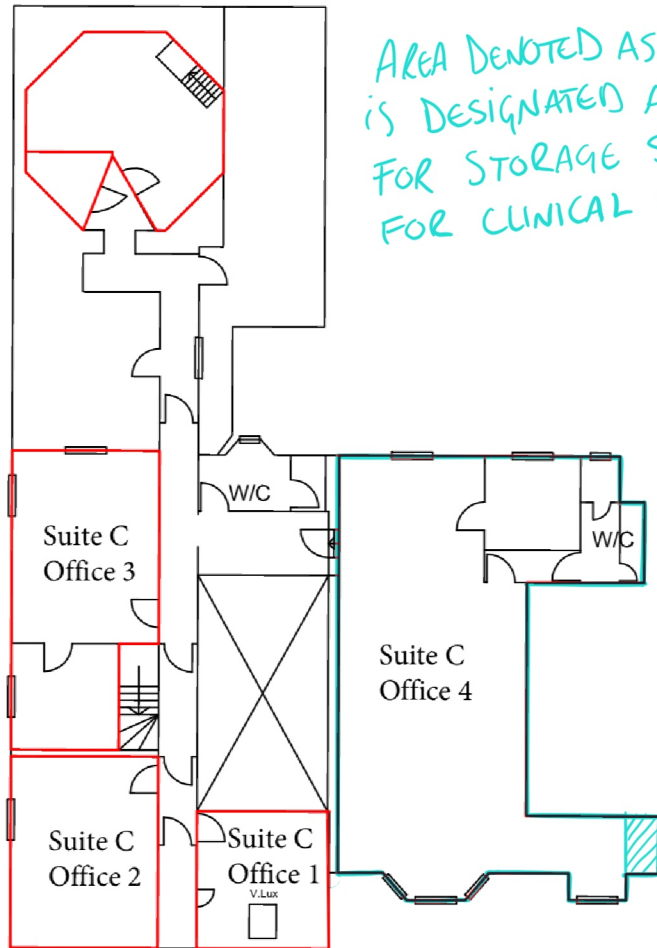 AREA DENOTED AS
iS DESIGNATED
FOR STORAGE
FOR CLINICAL
W/C
W/C
Suite C
Office 3
Suite C
Office 4
Suite C
Office 2
Suite C
Office 1
V.Lux